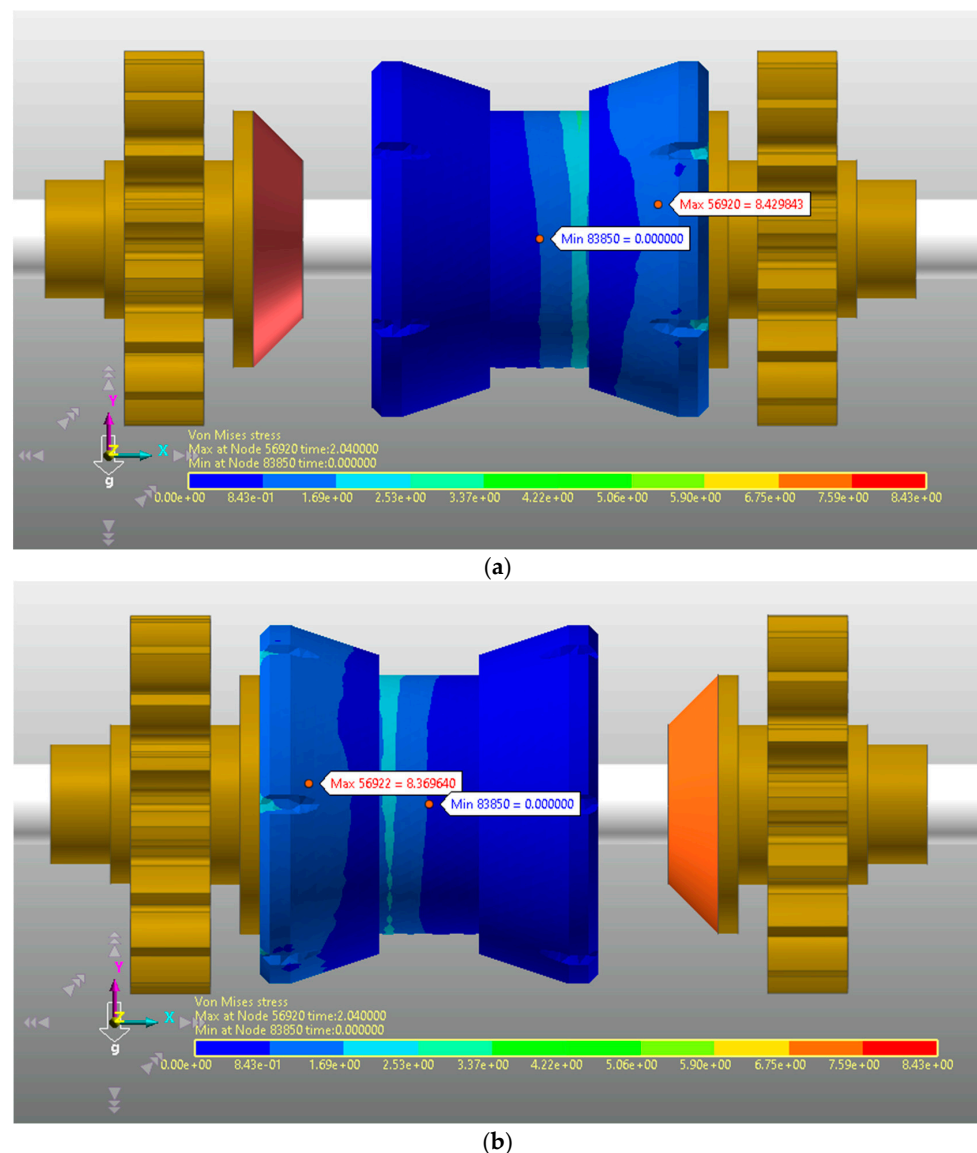 Max 56920 = 8.429843
Min 83850 = 0.000000
Y
Z
X
g
Von Mises stress
Max at Node 56920 time:2.040000
Min at Node 83850 time:0.000000
0.00e+00 8.43e-01 1.69e+00 2.53e+00 3.37e+00 4.22e+00 5.06e+00 5.90e+00 6.75e+00 7.59e+00 8.43e+00
(a)
Max 56922 = 8.369640
Min 83850 = 0.000000
Y
Z
X
g
Von Mises stress
Max at Node 56920 time:2.040000
Min at Node 83850 time:0.000000
0.00e+00 8.43e-01 1.69e+00 2.53e+00 3.37e+00 4.22e+00 5.06e+00 5.90e+00 6.75e+00 7.59e+00 8.43e+00
(b)